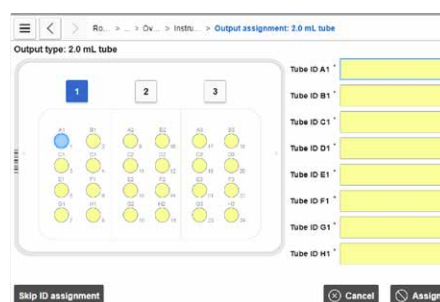 Ro... > ... > Ov... > Instru... > Output assignment: 2.0 mL tube
Output type: 2.0 mL tube
1 2 3
A1 B1 A2 B2 A3 B3
C1 D1 C2 D2 C3 D3
E1 F1 E2 F2 E3 F3
G1 H1 G2 H2 G3 H3
Tube ID A1 *
Tube ID B1 *
Tube ID C1 *
Tube ID D1 *
Tube ID E1 *
Tube ID F1 *
Tube ID G1 *
Tube ID H1 *
Skip ID assignment
Cancel
Assign